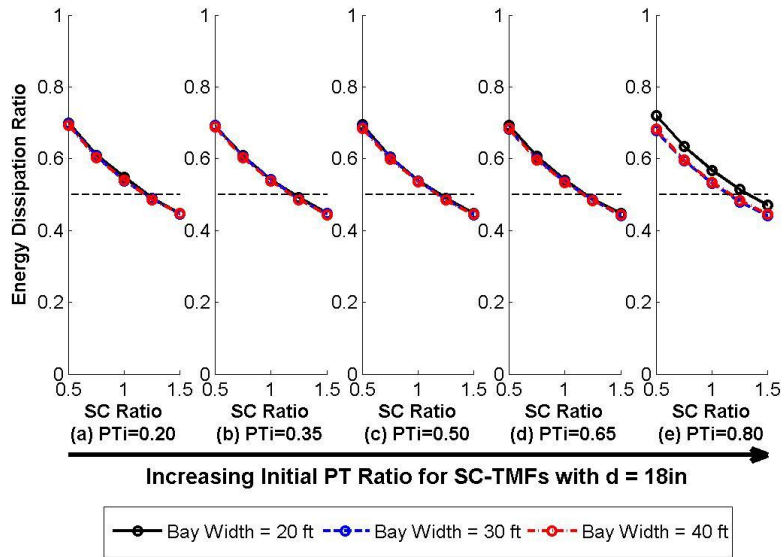 Energy Dissipation Ratio
1 1 1 1 1
0.8 0.8 0.8 0.8 0.8
0.6 0.6 0.6 0.6 0.6
0.4 0.4 0.4 0.4 0.4
0.2 0.2 0.2 0.2 0.2
0 0 0 0 0
0.5 1 1.5 0.5 1 1.5 0.5 1 1.5 0.5 1 1.5 0.5 1 1.5
SC Ratio SC Ratio SC Ratio SC Ratio SC Ratio
(a) PTi=0.20 (b) PTi=0.35 (c) PTi=0.50 (d) PTi=0.65 (e) PTi=0.80
Increasing Initial PT Ratio for SC-TMFs with d = 18in
Bay Width = 20 ft Bay Width = 30 ft Bay Width = 40 ft